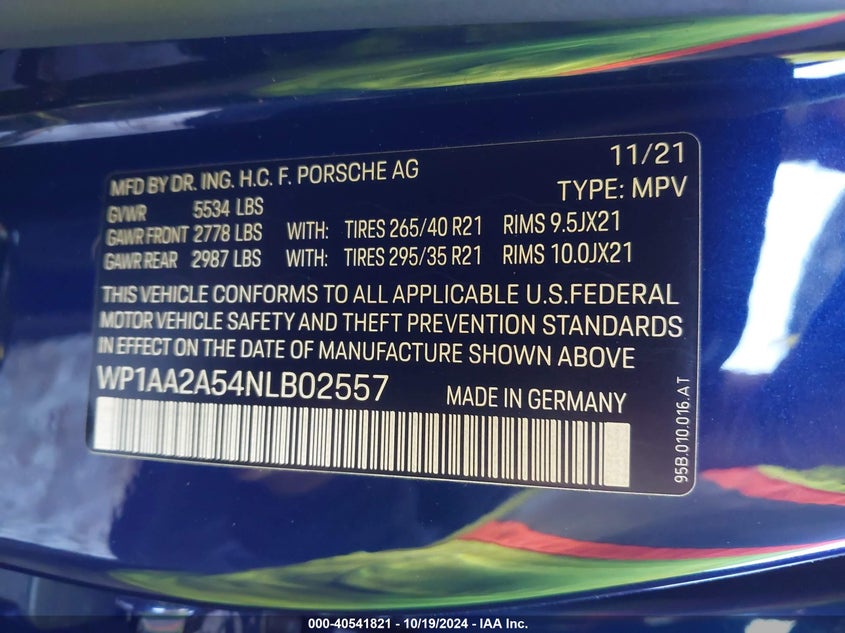 MFD BY DR. ING. H.C. F. PORSCHE AG 11/21
TYPE: MPV
GVWR 5534 LBS
GAWR FRONT 2778 LBS WITH: TIRES 265/40 R21 RIMS 9.5JX21
GAWR REAR 2987 LBS WITH: TIRES 295/35 R21 RIMS 10.0JX21
THIS VEHICLE CONFORMS TO ALL APPLICABLE U.S.FEDERAL
MOTOR VEHICLE SAFETY AND THEFT PREVENTION STANDARDS
IN EFFECT ON THE DATE OF MANUFACTURE SHOWN ABOVE
WP1AA2A54NLB02557 MADE IN GERMANY
95B.010.016.AT
000-40541821 - 10/19/2024 - IAA Inc.